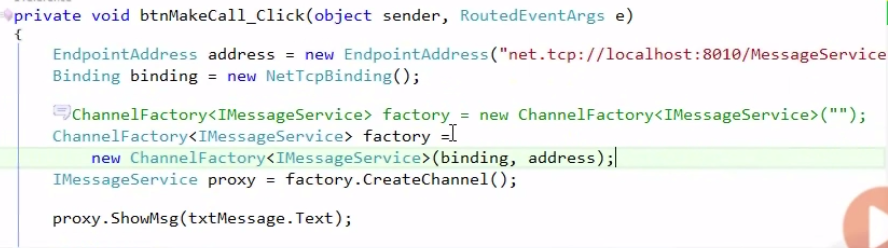 private void btnMakeCall_Click(object sender, RoutedEventArgs e)
{
EndpointAddress address = new EndpointAddress("net.tcp://localhost:8010/MessageService
Binding binding = new NetTcpBinding();
ChannelFactory<IMessageService> factory = new ChannelFactory<IMessageService>("");
ChannelFactory<IMessageService> factory =
new ChannelFactory<IMessageService>(binding, address);
IMessageService proxy = factory.CreateChannel();
proxy.ShowMsg(txtMessage.Text);